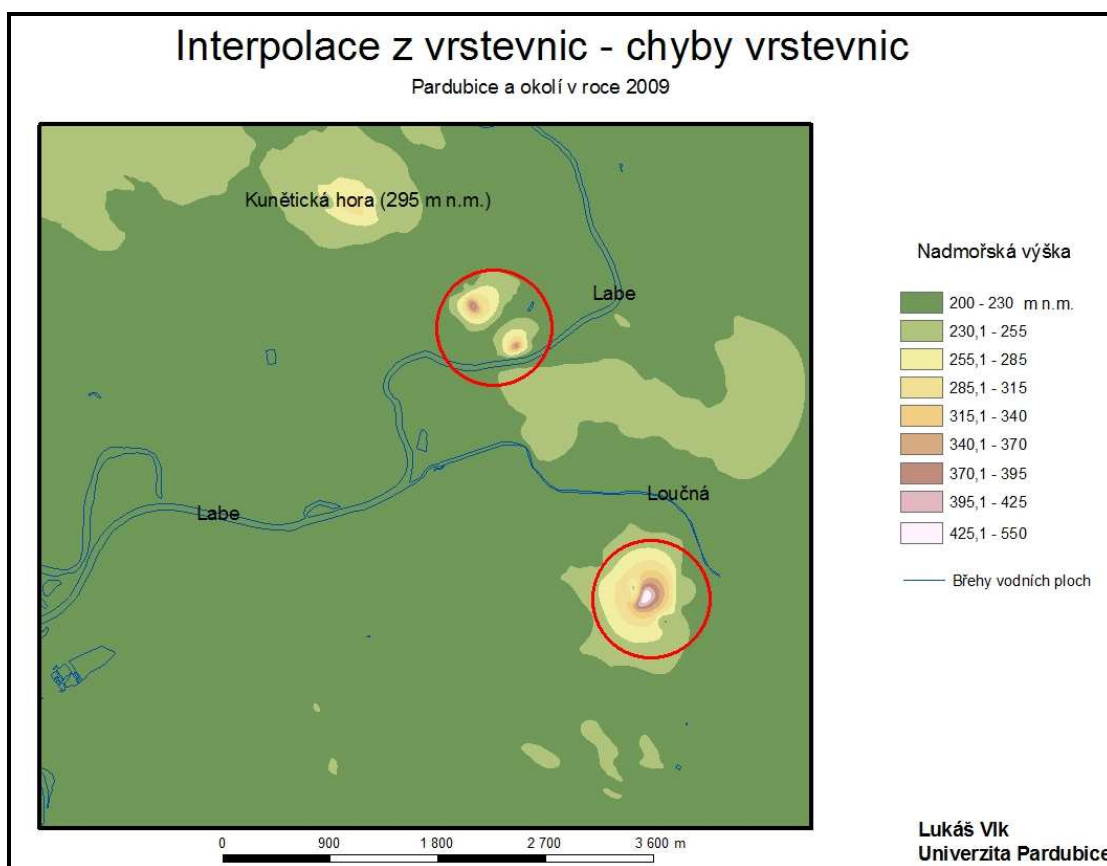 Interpolace z vrstevnic - chyby vrstevnic
Pardubice a okolí v roce 2009
Kunětická hora (295 m n.m.)
Labe
Labe
Loučná
Nadmořská výška
200 - 230 m n.m.
230,1 - 255
255,1 - 285
285,1 - 315
315,1 - 340
340,1 - 370
370,1 - 395
395,1 - 425
425,1 - 550
Břehy vodních ploch
0 900 1 800 2 700 3 600 m
Lukáš Vlk
Univerzita Pardubice